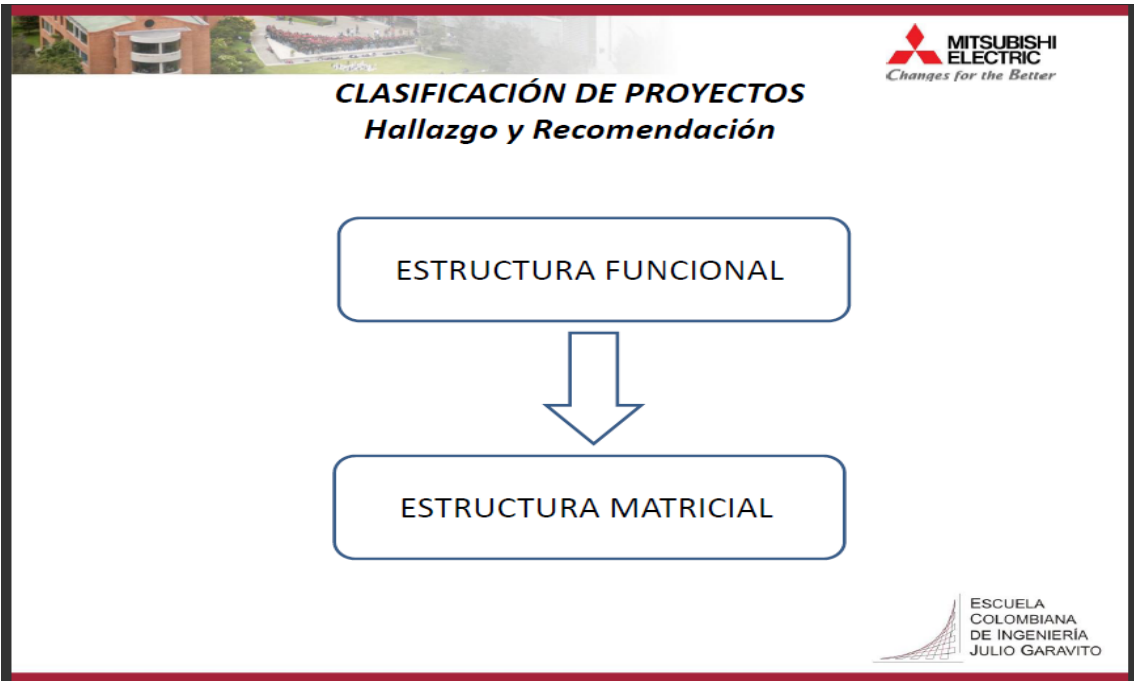 MITSUBISHI
ELECTRIC
Changes for the Better
CLASIFICACIÓN DE PROYECTOS
Hallazgo y Recomendación
ESTRUCTURA FUNCIONAL
ESTRUCTURA MATRICIAL
ESCUELA
COLOMBIANA
DE INGENIERÍA
JULIO GARAVITO